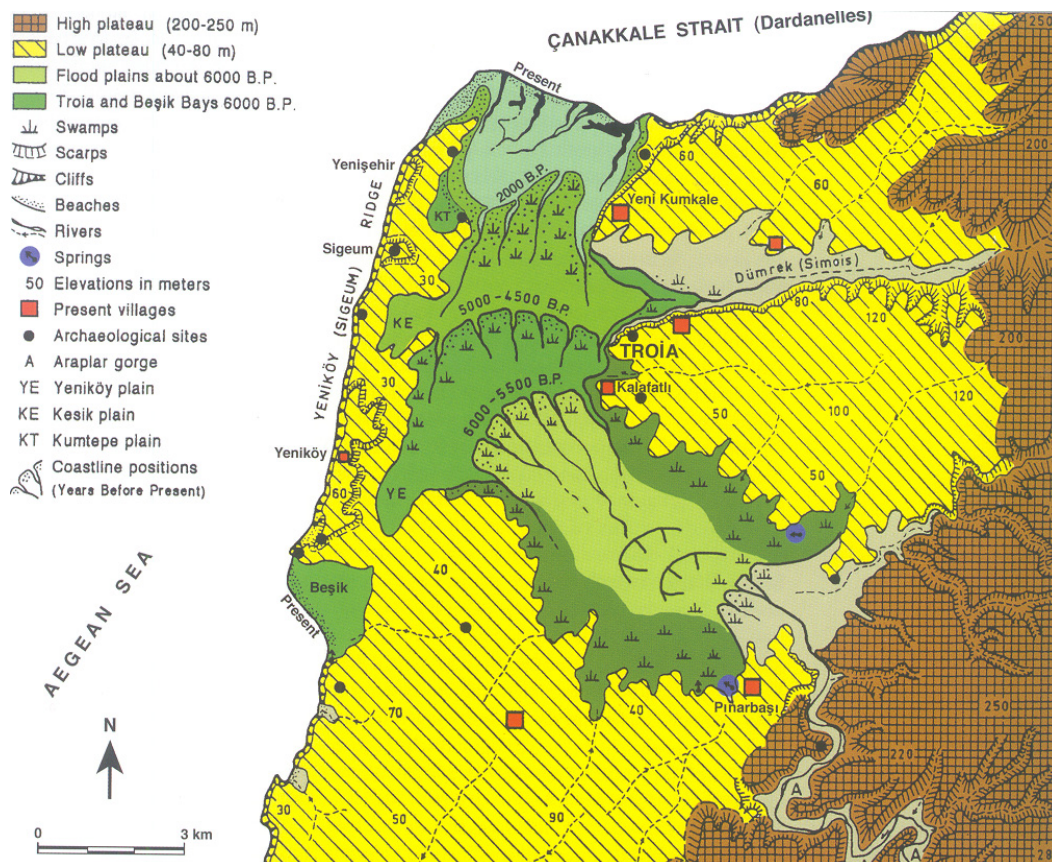 High plateau (200-250 m)
Low plateau (40-80 m)
Flood plains about 6000 B.P.
Troia and Beşik Bays 6000 B.P.
Swamps
Scarps
Cliffs
Beaches
Rivers
Springs
50 Elevations in meters
Present villages
Archaeological sites
A Araplar gorge
YE Yeniköy plain
KE Kesik plain
KT Kumtepe plain
Coastline positions
(Years Before Present)
ÇANAKKALE STRAIT (Dardanelles)
Present
250
200
60
Yenişehir
2000 B.P.
60
Yeni Kumkale
KT
RIDGE
Sigeum
30
Dümrek (Simois)
(SIGEUM)
5000-4500 B.P.
80
120
KE
200
TROİA
YENİKÖY
30
6000-5500 B.P.
Kalafatlı
50
100
120
Yeniköy
60
YE
50
40
Beşik
Present
AEGEAN SEA
N
70
40
Pınarbaşı
250
220
A
0 3 km
30
50
90
A